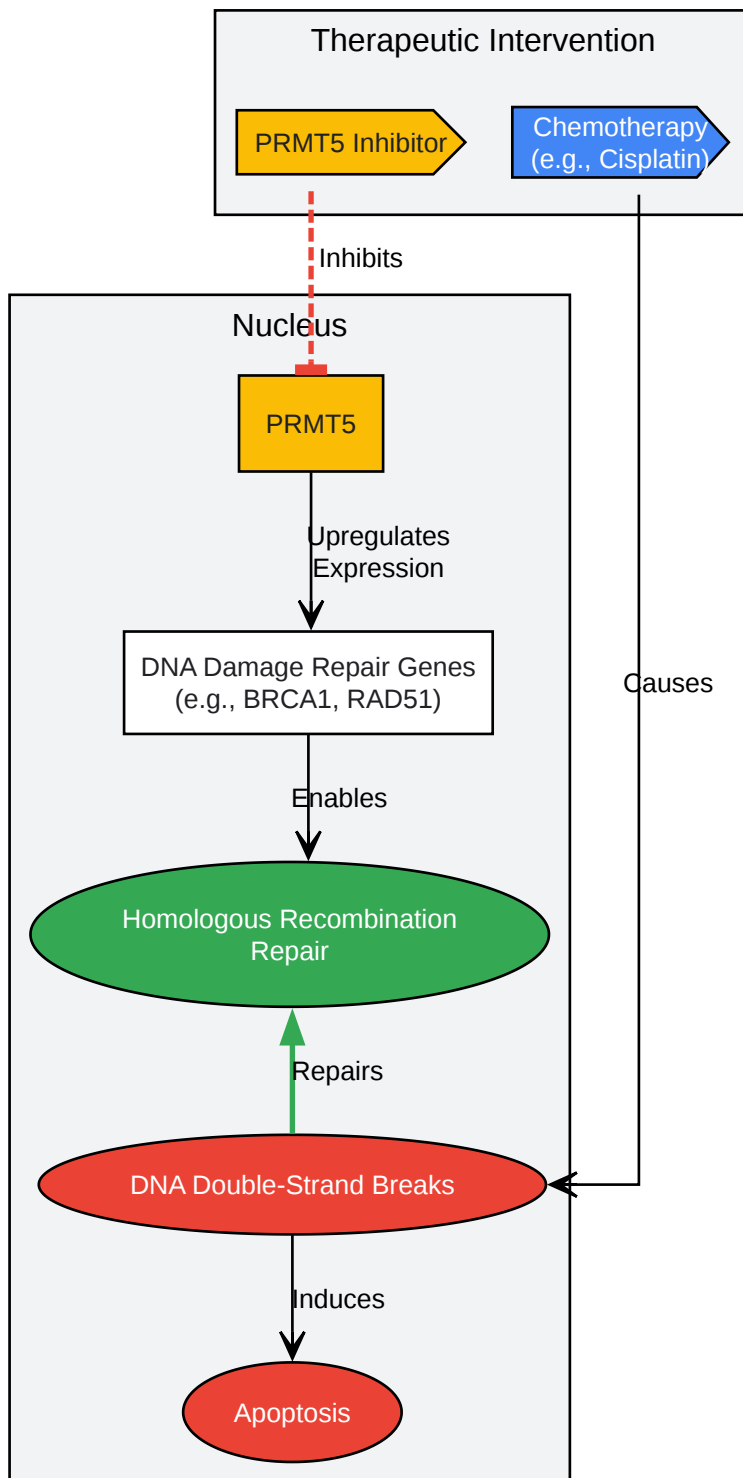 Therapeutic Intervention
PRMT5 Inhibitor
Chemotherapy
(e.g., Cisplatin)
Inhibits
Nucleus
PRMT5
Upregulates
Expression
DNA Damage Repair Genes
(e.g., BRCA1, RAD51)
Causes
Enables
Homologous Recombination
Repair
Repairs
DNA Double-Strand Breaks
Induces
Apoptosis